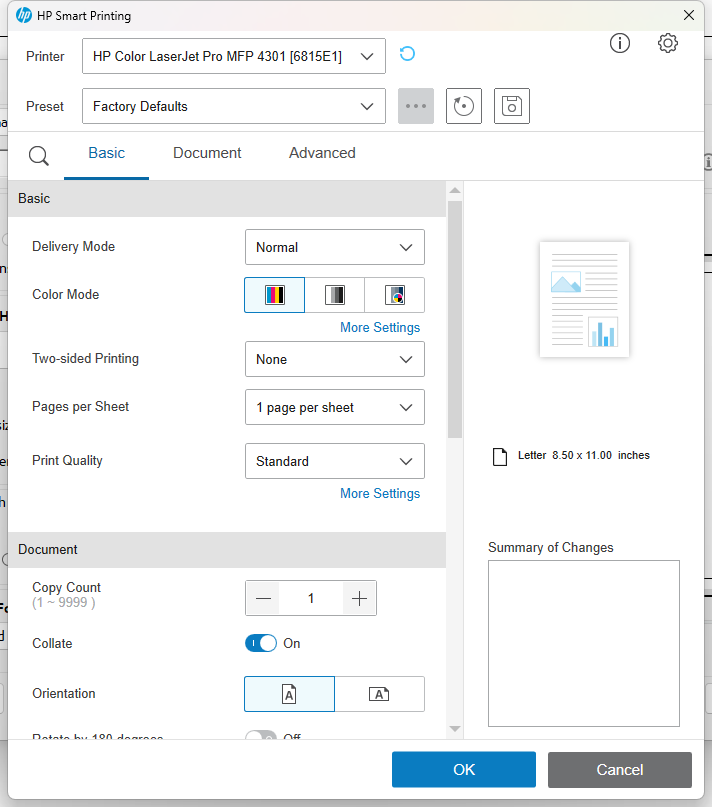 HP Smart Printing
Printer
HP Color LaserJet Pro MFP 4301 [6815E1]
Preset
Factory Defaults
Basic
Document
Advanced
Basic
Delivery Mode
Normal
Color Mode
More Settings
Two-sided Printing
None
Pages per Sheet
1 page per sheet
Print Quality
Standard
More Settings
Document
Copy Count
(1 ~ 9999 )
1
Collate
On
Orientation
Rotate by 180 degrees
Off
Letter 8.50 x 11.00 inches
Summary of Changes
OK
Cancel